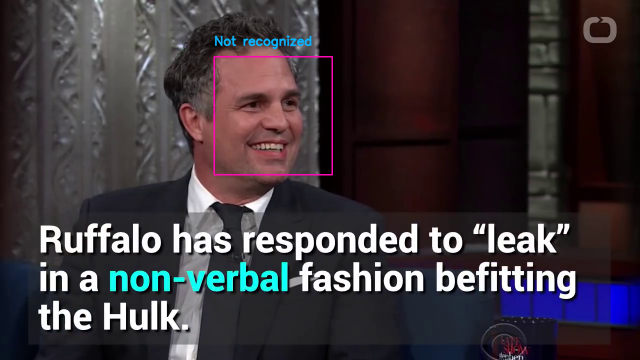 Not recognized
Ruffalo has responded to “leak”
in a non-verbal fashion befitting
the Hulk.